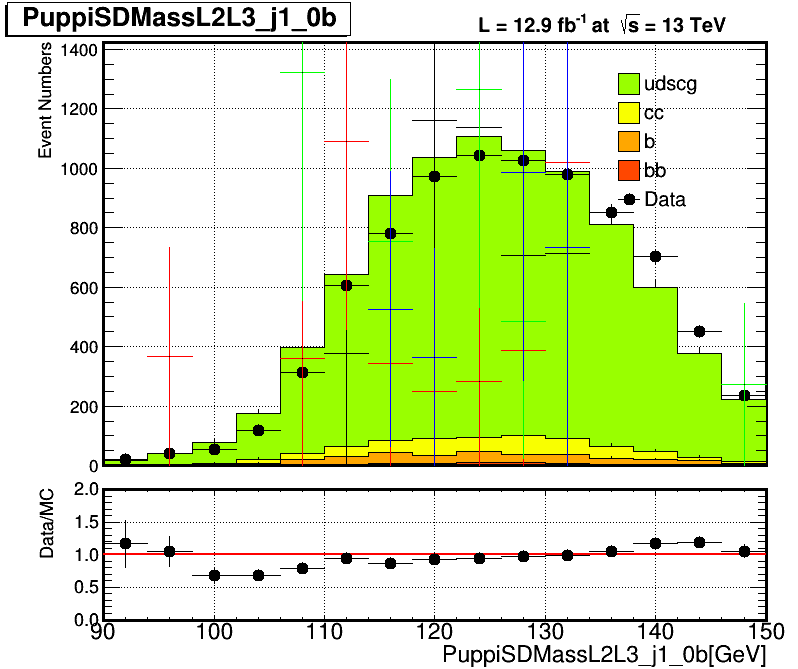 PuppiSDMassL2L3_j1_0b
L = 12.9 fb⁻¹ at √s = 13 TeV
Event Numbers
1400
1200
1000
800
600
400
200
0
udscg
cc
b
bb
Data
Data/MC
2.0
1.5
1.0
0.5
0.0
90 100 110 120 130 140 150
PuppiSDMassL2L3_j1_0b[GeV]